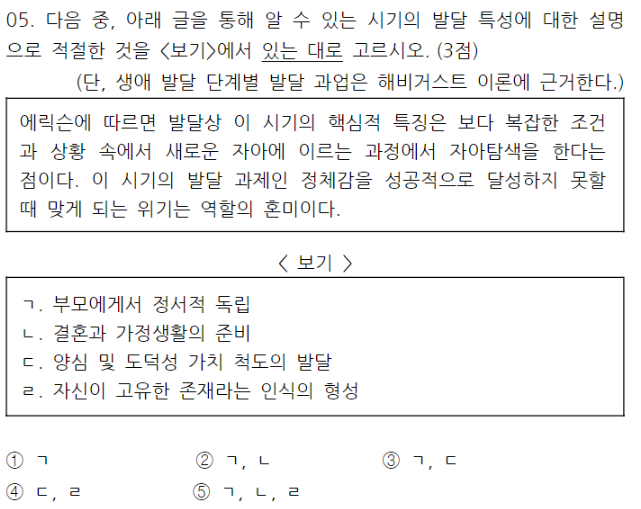 05. 다음 중, 아래 글을 통해 알 수 있는 시기의 발달 특성에 대한 설명
으로 적절한 것을 <보기>에서 있는 대로 고르시오. (3점)
(단, 생애 발달 단계별 발달 과업은 해비거스트 이론에 근거한다.)
에릭슨에 따르면 발달상 이 시기의 핵심적 특징은 보다 복잡한 조건
과 상황 속에서 새로운 자아에 이르는 과정에서 자아탐색을 한다는
점이다. 이 시기의 발달 과제인 정체감을 성공적으로 달성하지 못할
때 맞게 되는 위기는 역할의 혼미이다.
< 보기 >
ㄱ. 부모에게서 정서적 독립
ㄴ. 결혼과 가정생활의 준비
ㄷ. 양심 및 도덕성 가치 척도의 발달
ㄹ. 자신이 고유한 존재라는 인식의 형성
① ㄱ ② ㄱ, ㄴ ③ ㄱ, ㄷ
④ ㄷ, ㄹ ⑤ ㄱ, ㄴ, ㄹ